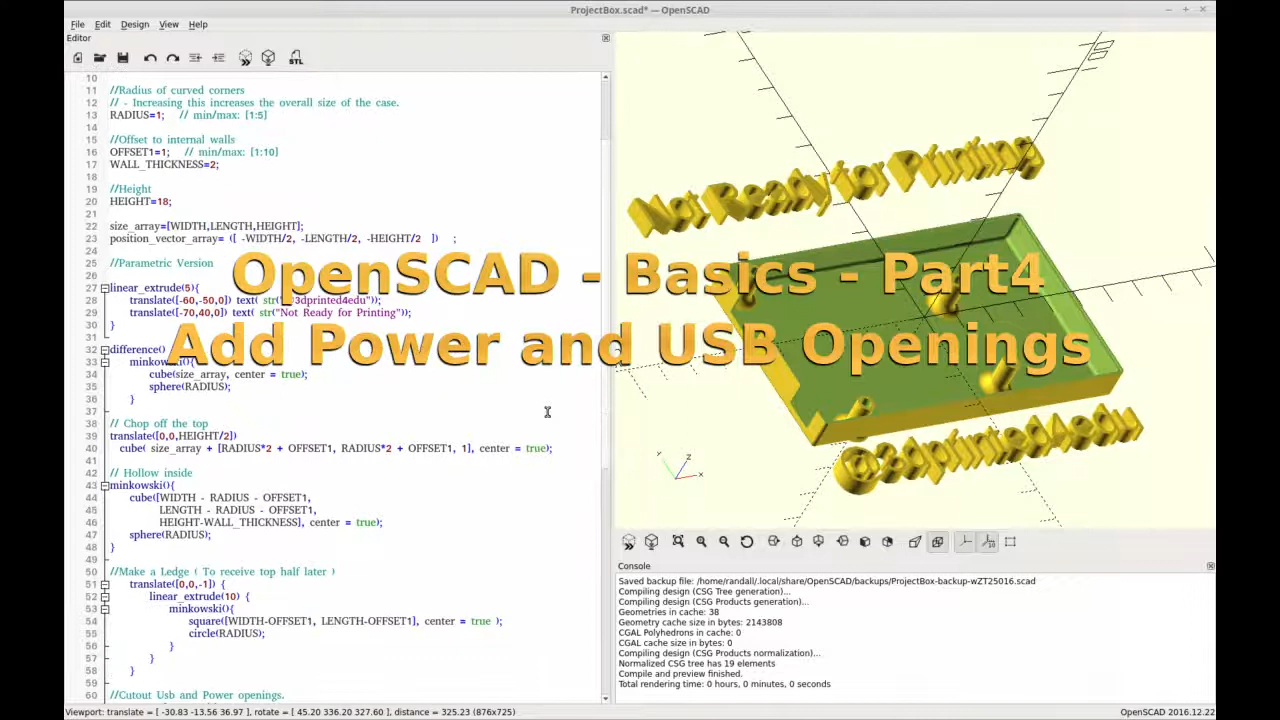 ProjectBox.scad* — OpenSCAD
File Edit Design View Help
Editor
10
11 //Radius of curved corners
12 // - Increasing this increases the overall size of the case.
13 RADIUS=1; // min/max: [1:5]
14
15 //Offset to internal walls
16 OFFSET1=1; // min/max: [1:10]
17 WALL_THICKNESS=2;
18
19 //Height
20 HEIGHT=18;
21
22 size_array=[WIDTH,LENGTH,HEIGHT];
23 position_vector_array= ([ -WIDTH/2, -LENGTH/2, -HEIGHT/2 ]) ;
24
25 //Parametric Version
OpenSCAD - Basics - Part4
27 linear_extrude(5){
28 translate([-60,-50,0]) text( str( 3dprinted4edu"));
29 translate([-70,40,0]) text( str("Not Ready for Printing"));
30 }
31
Add Power and USB Openings
32 difference()
33 minkowski(){
34 cube(size_array, center = true);
35 sphere(RADIUS);
36 }
37
38 // Chop off the top
39 translate([0,0,HEIGHT/2])
40 cube( size_array + [RADIUS*2 + OFFSET1, RADIUS*2 + OFFSET1, 1], center = true);
41
42 // Hollow inside
43 minkowski(){
44 cube([WIDTH - RADIUS - OFFSET1,
45 LENGTH - RADIUS - OFFSET1,
46 HEIGHT-WALL_THICKNESS], center = true);
47 sphere(RADIUS);
48 }
49
50 //Make a Ledge ( To receive top half later )
51 translate([0,0,-1]) {
52 linear_extrude(10) {
53 minkowski(){
54 square([WIDTH-OFFSET1, LENGTH-OFFSET1], center = true );
55 circle(RADIUS);
56 }
57 }
58 }
59
60 //Cutout Usb and Power openings.
Not Ready for Printing
@3dprinted4edu
STL
Z
Y
X
10
Console
Saved backup file: /home/randall/.local/share/OpenSCAD/backups/ProjectBox-backup-wZT25016.scad
Compiling design (CSG Tree generation)...
Compiling design (CSG Products generation)...
Geometries in cache: 38
Geometry cache size in bytes: 2143808
CGAL Polyhedrons in cache: 0
CGAL cache size in bytes: 0
Compiling design (CSG Products normalization)...
Normalized CSG tree has 19 elements
Compile and preview finished.
Total rendering time: 0 hours, 0 minutes, 0 seconds
Viewport: translate = [ -30.83 -13.56 36.97 ], rotate = [ 45.20 336.20 327.60 ], distance = 325.23 (876x725)
OpenSCAD 2016.12.22